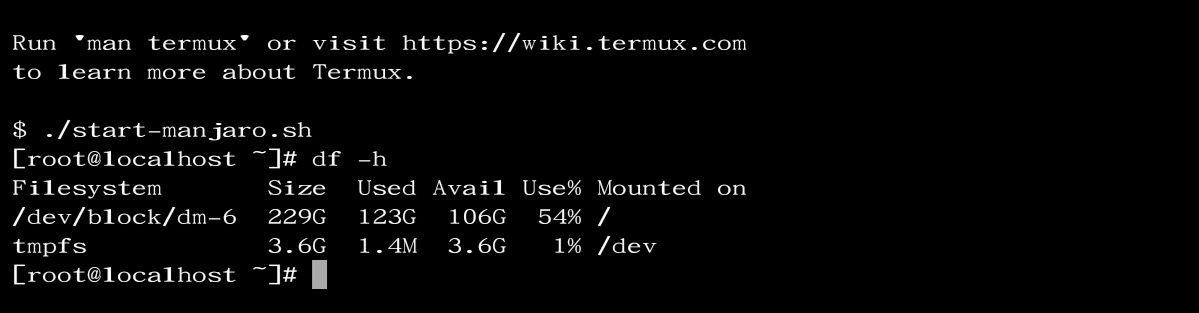 Run "man termux" or visit https://wiki.termux.com
to learn more about Termux.
$ ./start-manjaro.sh
[root@localhost ~]# df -h
Filesystem       Size  Used Avail Use% Mounted on
/dev/block/dm-6  229G  123G  106G  54% /
tmpfs            3.6G  1.4M  3.6G   1% /dev
[root@localhost ~]#